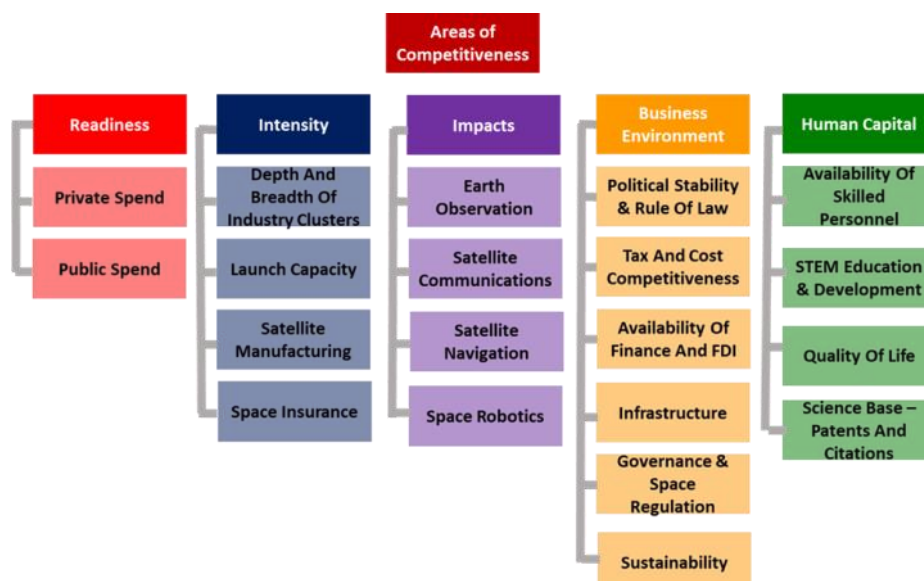 Areas of
Competitiveness
Readiness
Private Spend
Public Spend
Intensity
Depth And
Breadth Of
Industry Clusters
Launch Capacity
Satellite
Manufacturing
Space Insurance
Impacts
Earth
Observation
Satellite
Communications
Satellite
Navigation
Space Robotics
Business
Environment
Political Stability
& Rule Of Law
Tax And Cost
Competitiveness
Availability Of
Finance And FDI
Infrastructure
Governance &
Space
Regulation
Sustainability
Human Capital
Availability Of
Skilled
Personnel
STEM Education
& Development
Quality Of Life
Science Base –
Patents And
Citations